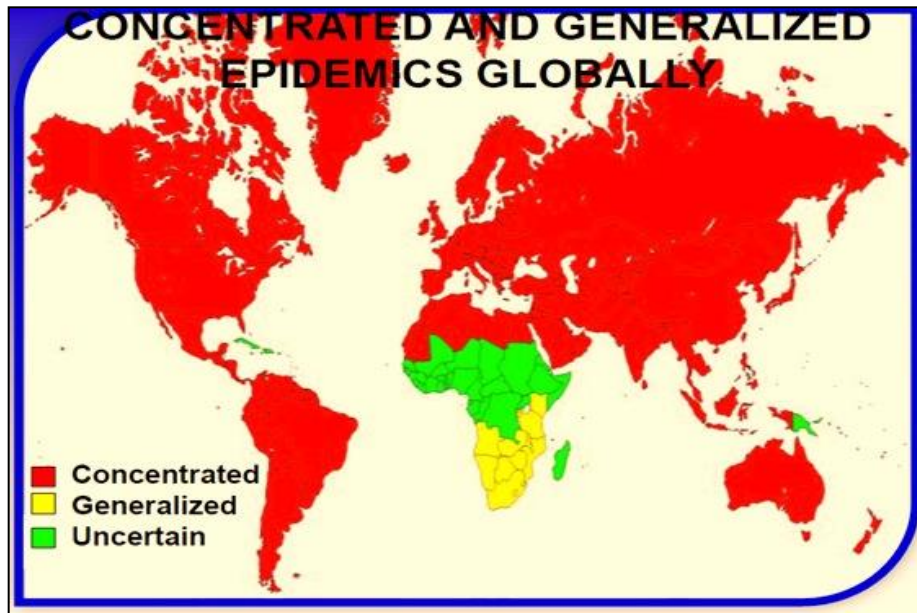 CONCENTRATED AND GENERALIZED
EPIDEMICS GLOBALLY
Concentrated
Generalized
Uncertain